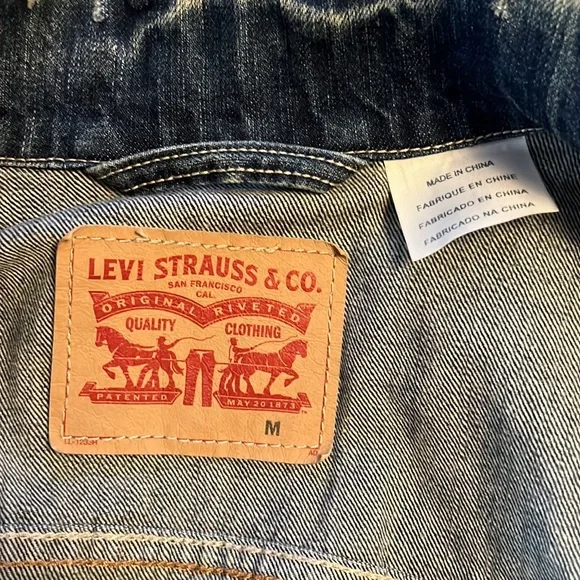 MADE IN CHINA
FABRIQUE EN CHINE
FABRICADO EN CHINA
FABRICADO NA CHINA
LEVI STRAUSS & CO.
SAN FRANCISCO
CAL.
ORIGINAL RIVETED
QUALITY CLOTHING
PATENTED MAY 20 1873
M